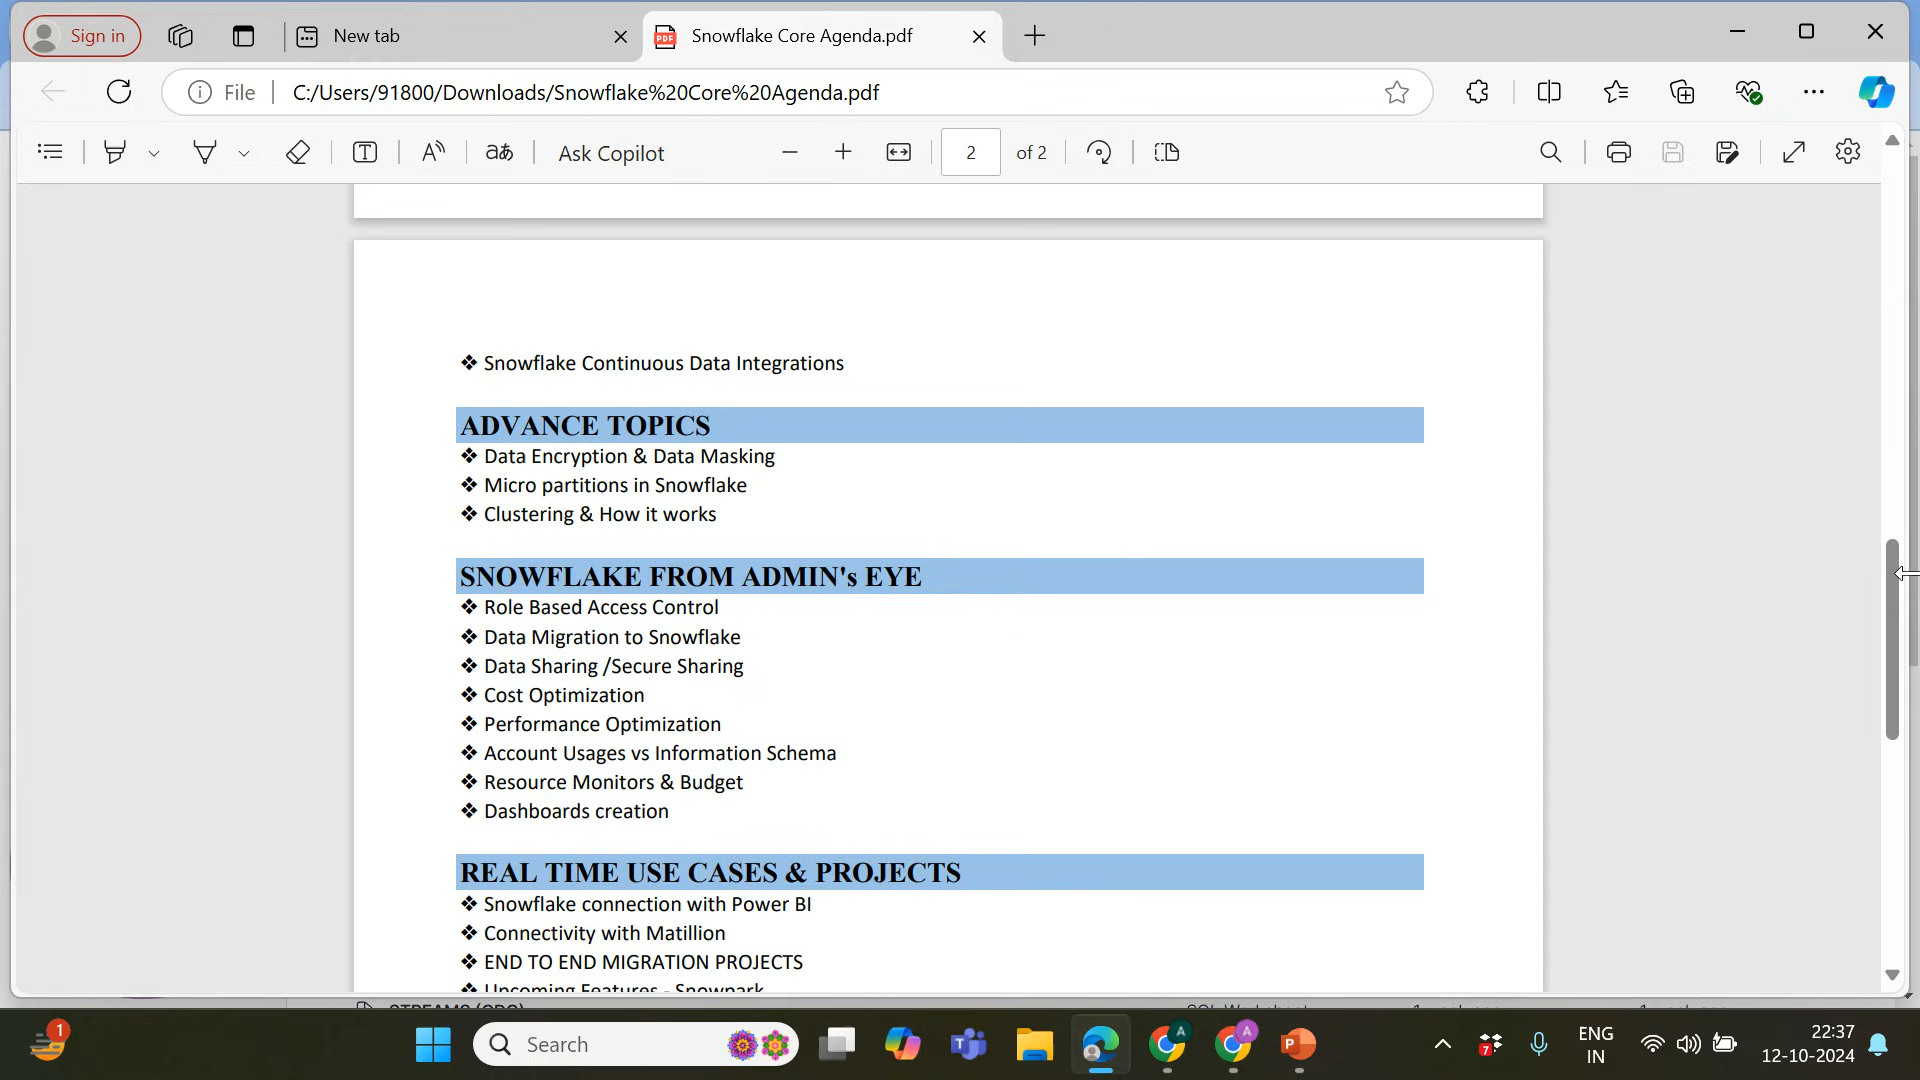 Sign in
New tab
Snowflake Core Agenda.pdf
File
C:/Users/91800/Downloads/Snowflake%20Core%20Agenda.pdf
Ask Copilot
2
of 2
❖ Snowflake Continuous Data Integrations
ADVANCE TOPICS
❖ Data Encryption & Data Masking
❖ Micro partitions in Snowflake
❖ Clustering & How it works
SNOWFLAKE FROM ADMIN's EYE
❖ Role Based Access Control
❖ Data Migration to Snowflake
❖ Data Sharing /Secure Sharing
❖ Cost Optimization
❖ Performance Optimization
❖ Account Usages vs Information Schema
❖ Resource Monitors & Budget
❖ Dashboards creation
REAL TIME USE CASES & PROJECTS
❖ Snowflake connection with Power BI
❖ Connectivity with Matillion
❖ END TO END MIGRATION PROJECTS
❖ Upcoming Features - Snowpark
1
Search
A
A
7
ENG
IN
22:37
12-10-2024